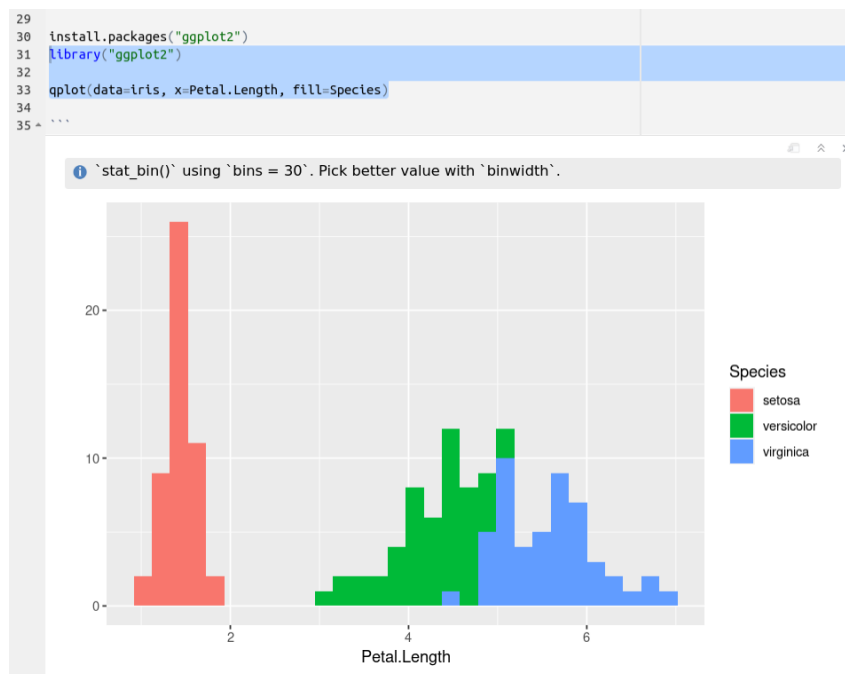 29
30 install.packages("ggplot2")
31 library("ggplot2")
32
33 qplot(data=iris, x=Petal.Length, fill=Species)
34
35 ```
`stat_bin()` using `bins = 30`. Pick better value with `binwidth`.
20
10
0
2 4 6
Petal.Length
Species
setosa
versicolor
virginica